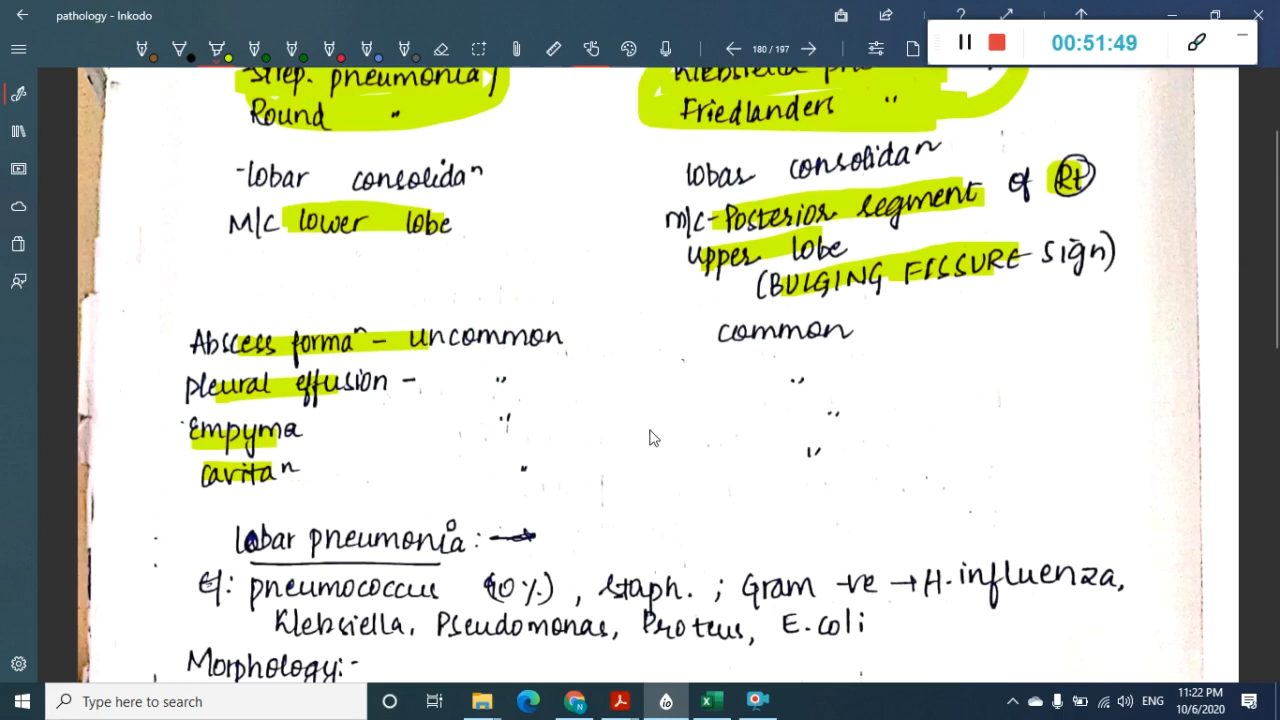 pathology - Inkodo
180 / 197
00:51:49
-Strep. pneumonia
Round "
-lobar consolidaⁿ
M/C lower lobe
Klebsiella
Friedlanders "
lobar consolidaⁿ
m/c - Posterior segment of Rt
upper lobe
(BULGING FISSURE sign)
Abscess formaⁿ - uncommon common
pleural effusion - " "
Empyma " "
cavitaⁿ " "
lobar pneumonia : →
Ef: pneumococcus (90%), staph. ; Gram -ve → H. influenza,
Klebsiella, Pseudomonas, Proteus, E. coli
Morphology:-
Type here to search
ENG
11:22 PM
10/6/2020